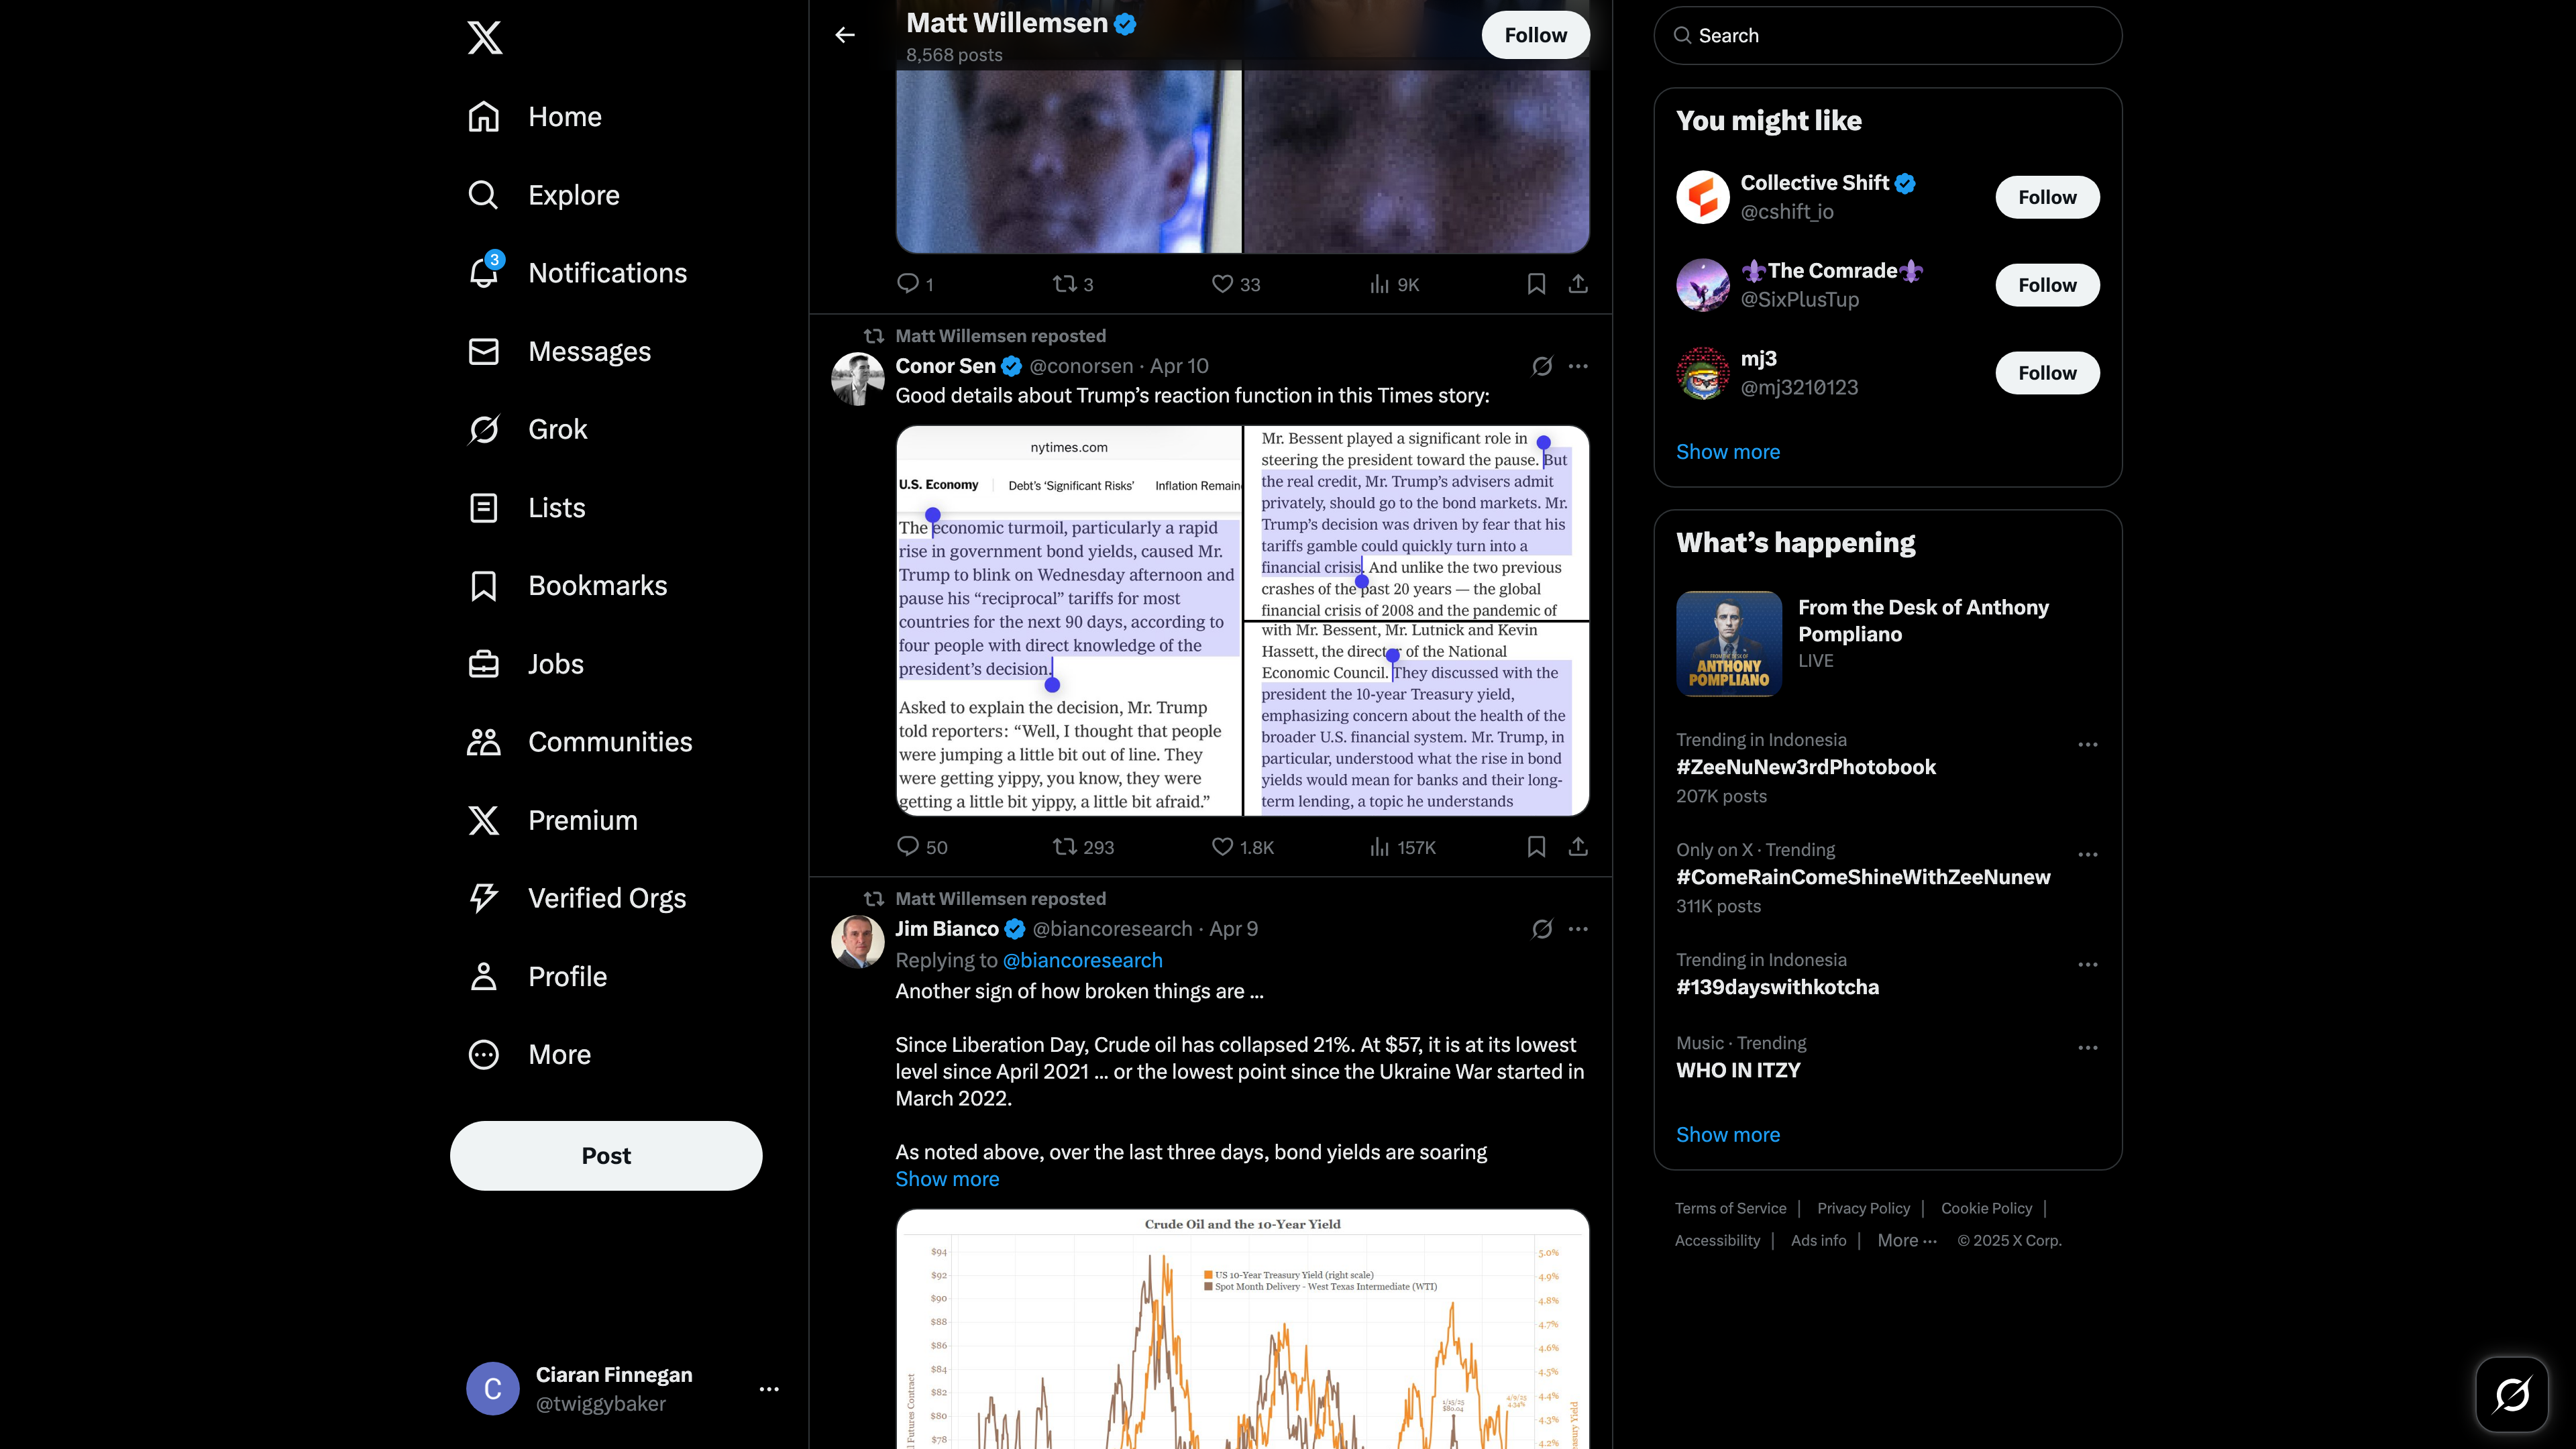 Home
Explore
3
Notifications
Messages
Grok
Lists
Bookmarks
Jobs
Communities
Premium
Verified Orgs
Profile
More
Post
C
Ciaran Finnegan
@twiggybaker
Matt Willemsen
8,568 posts
Follow
1 3 33 9K
Matt Willemsen reposted
Conor Sen @conorsen · Apr 10
Good details about Trump’s reaction function in this Times story:
nytimes.com
U.S. Economy Debt’s ‘Significant Risks’ Inflation Remain
The economic turmoil, particularly a rapid
rise in government bond yields, caused Mr.
Trump to blink on Wednesday afternoon and
pause his “reciprocal” tariffs for most
countries for the next 90 days, according to
four people with direct knowledge of the
president’s decision.
Asked to explain the decision, Mr. Trump
told reporters: “Well, I thought that people
were jumping a little bit out of line. They
were getting yippy, you know, they were
getting a little bit yippy, a little bit afraid.”
Mr. Bessent played a significant role in
steering the president toward the pause. But
the real credit, Mr. Trump’s advisers admit
privately, should go to the bond markets. Mr.
Trump’s decision was driven by fear that his
tariffs gamble could quickly turn into a
financial crisis. And unlike the two previous
crashes of the past 20 years — the global
financial crisis of 2008 and the pandemic of
with Mr. Bessent, Mr. Lutnick and Kevin
Hassett, the director of the National
Economic Council. They discussed with the
president the 10-year Treasury yield,
emphasizing concern about the health of the
broader U.S. financial system. Mr. Trump, in
particular, understood what the rise in bond
yields would mean for banks and their long-
term lending, a topic he understands
50 293 1.8K 157K
Matt Willemsen reposted
Jim Bianco @biancoresearch · Apr 9
Replying to @biancoresearch
Another sign of how broken things are ...
Since Liberation Day, Crude oil has collapsed 21%. At $57, it is at its lowest
level since April 2021 ... or the lowest point since the Ukraine War started in
March 2022.
As noted above, over the last three days, bond yields are soaring
Show more
Crude Oil and the 10-Year Yield
US 10-Year Treasury Yield (right scale)
Spot Month Delivery - West Texas Intermediate (WTI)
$94
$92
$90
$88
$86
$84
$82
$80
$78
Futures Contract
5.0%
4.9%
4.8%
4.7%
4.6%
4.5%
4.4%
4.3%
4.2%
1/15/25
$80.04
4/9/25
4.34%
Yield
Search
You might like
Collective Shift
@cshift_io
Follow
The Comrade
@SixPlusTup
Follow
mj3
@mj3210123
Follow
Show more
What’s happening
FROM THE DESK OF
ANTHONY
POMPLIANO
From the Desk of Anthony
Pompliano
LIVE
Trending in Indonesia
#ZeeNuNew3rdPhotobook
207K posts
Only on X · Trending
#ComeRainComeShineWithZeeNunew
311K posts
Trending in Indonesia
#139dayswithkotcha
Music · Trending
WHO IN ITZY
Show more
Terms of Service | Privacy Policy | Cookie Policy |
Accessibility | Ads info | More ··· © 2025 X Corp.